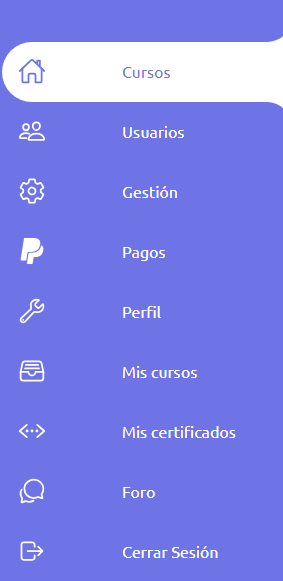 Cursos
Usuarios
Gestión
Pagos
Perfil
Mis cursos
Mis certificados
Foro
Cerrar Sesión